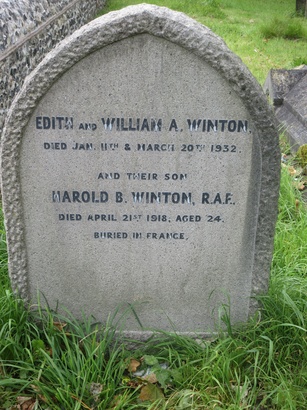 EDITH AND WILLIAM A. WINTON.
DIED JAN. 11TH & MARCH 20TH 1932.
AND THEIR SON
HAROLD B. WINTON, R.A.F.
DIED APRIL 21ST 1918, AGED 24.
BURIED IN FRANCE.